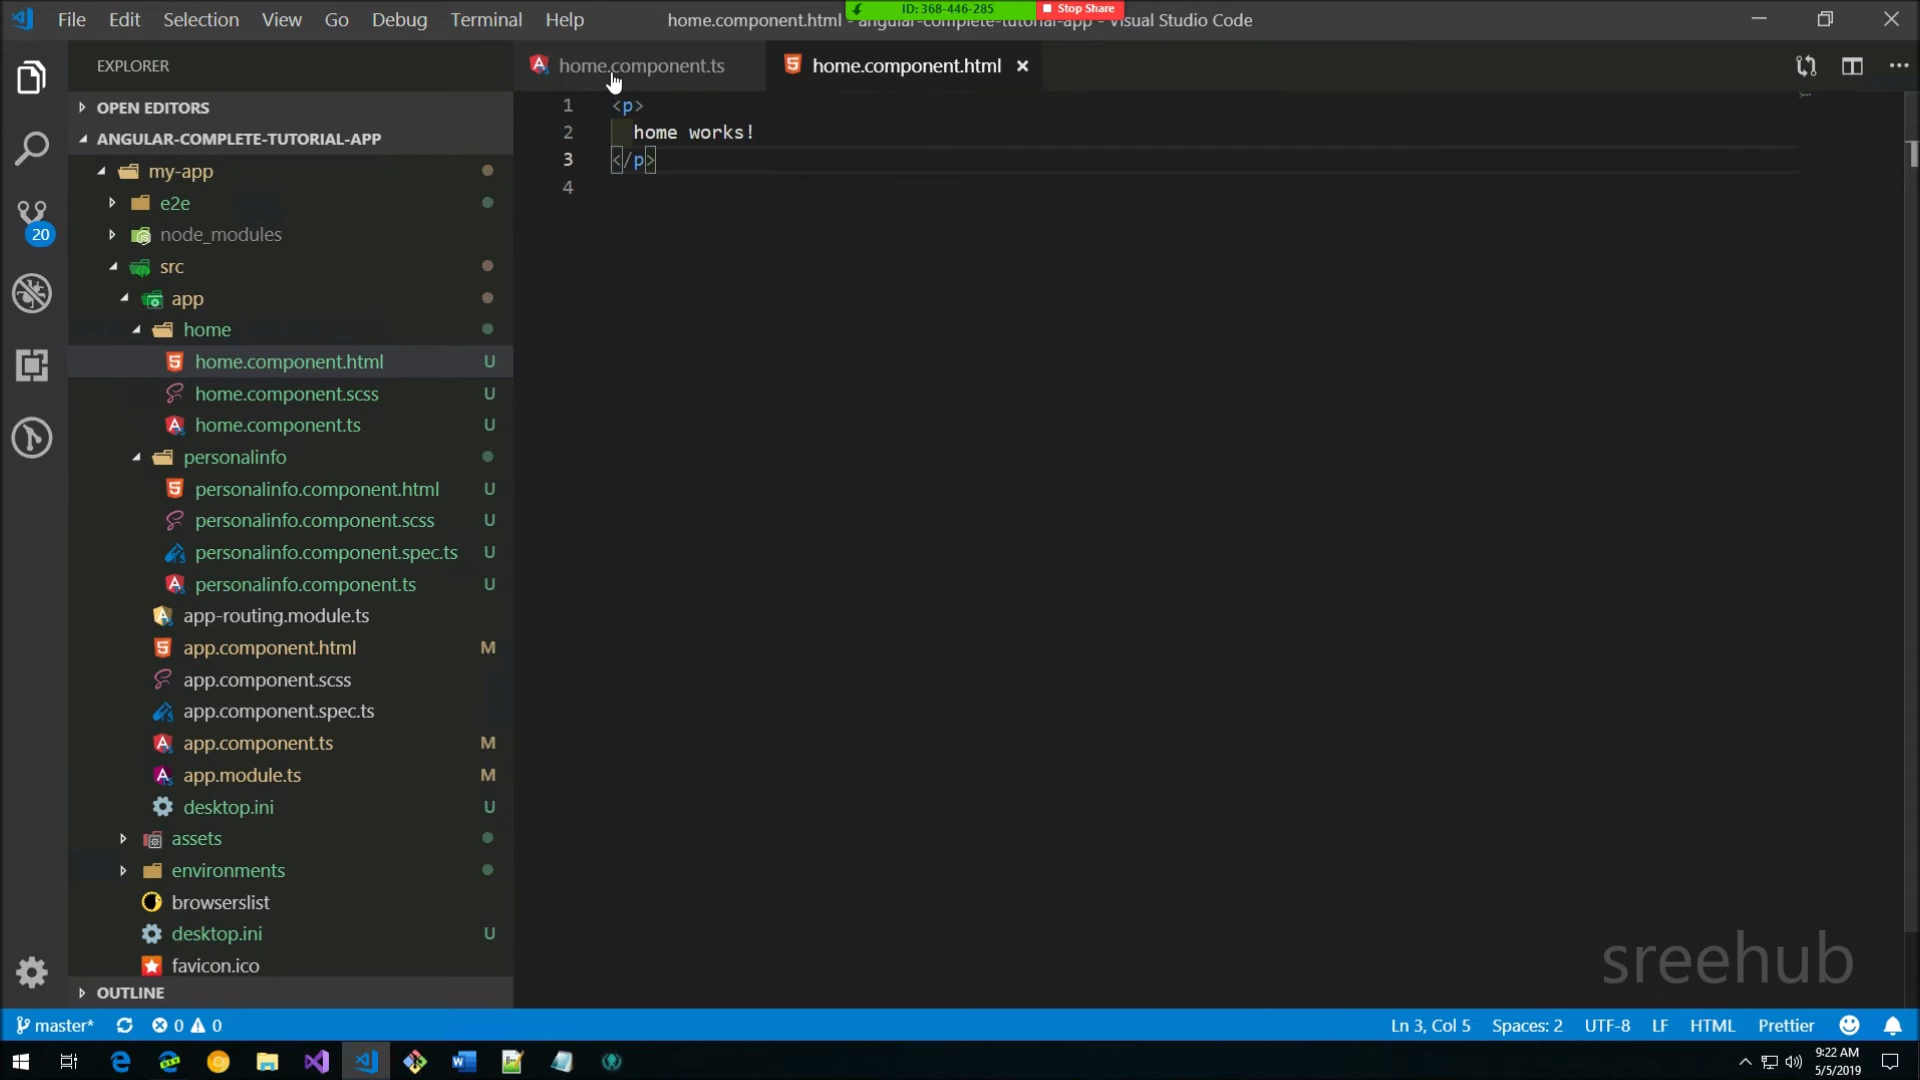 File Edit Selection View Go Debug Terminal Help
home.component.html - angular-complete-tutorial-app - Visual Studio Code
ID: 368-446-285
Stop Share
EXPLORER
home.component.ts
home.component.html
OPEN EDITORS
ANGULAR-COMPLETE-TUTORIAL-APP
my-app
e2e
node_modules
src
app
home
home.component.html U
home.component.scss U
home.component.ts U
personalinfo
personalinfo.component.html U
personalinfo.component.scss U
personalinfo.component.spec.ts U
personalinfo.component.ts U
app-routing.module.ts
app.component.html M
app.component.scss
app.component.spec.ts
app.component.ts M
app.module.ts M
desktop.ini U
assets
environments
browserslist
desktop.ini U
favicon.ico
OUTLINE
20
1 <p>
2 home works!
3 </p>
4
sreehub
master* 0 0
Ln 3, Col 5 Spaces: 2 UTF-8 LF HTML Prettier
9:22 AM
5/5/2019